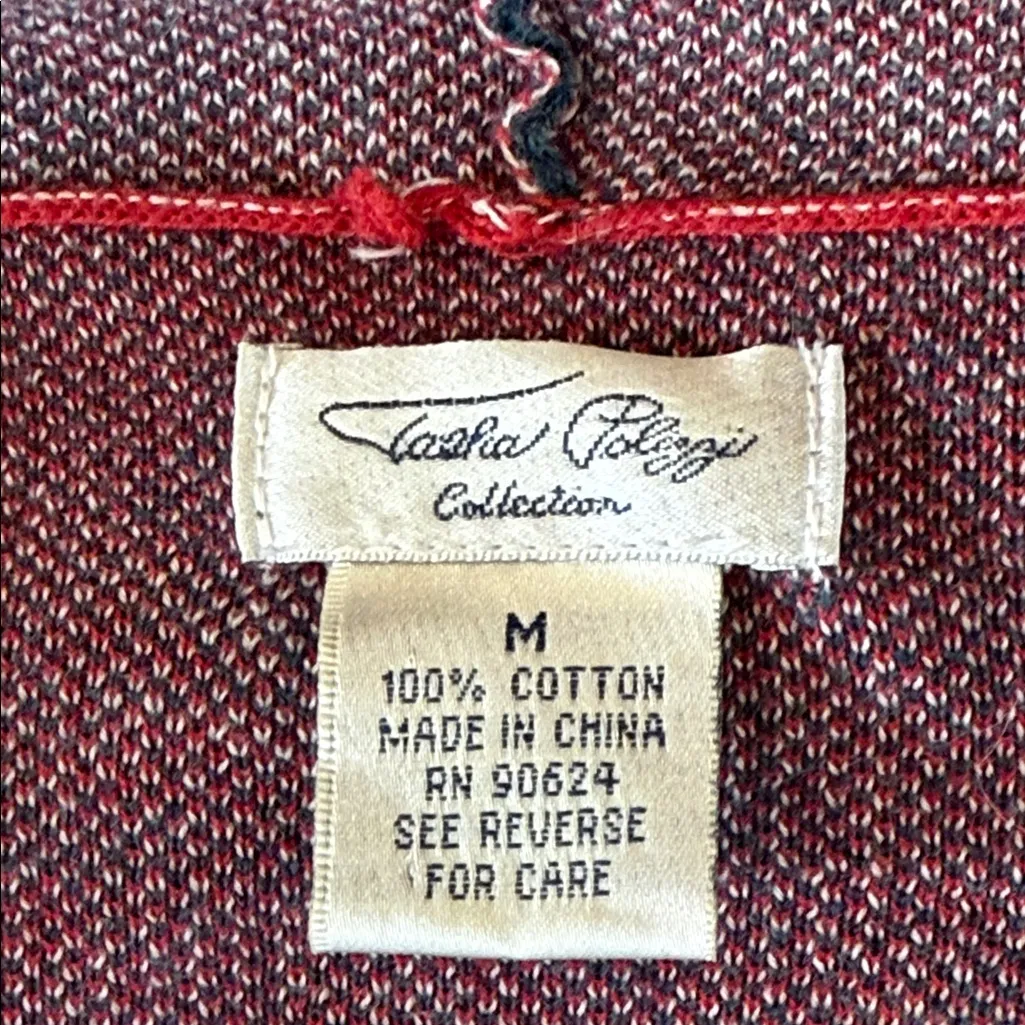 Tasha Polizzi
Collection
M
100% COTTON
MADE IN CHINA
RN 90624
SEE REVERSE
FOR CARE